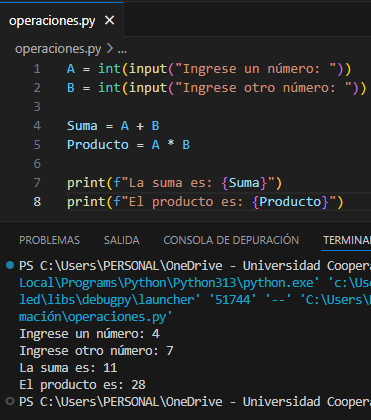 operaciones.py ×
operaciones.py > ...
1 A = int(input("Ingrese un número: "))
2 B = int(input("Ingrese otro número: "))
3
4 Suma = A + B
5 Producto = A * B
6
7 print(f"La suma es: {Suma}")
8 print(f"El producto es: {Producto}")
PROBLEMAS SALIDA CONSOLA DE DEPURACIÓN TERMINA
PS C:\Users\PERSONAL\OneDrive - Universidad Cooper
Local\Programs\Python\Python313\python.exe' 'c:\U
led\libs\debugpy\launcher' '51744' '--' 'C:\Users\
mación\operaciones.py'
Ingrese un número: 4
Ingrese otro número: 7
La suma es: 11
El producto es: 28
PS C:\Users\PERSONAL\OneDrive - Universidad Cooper